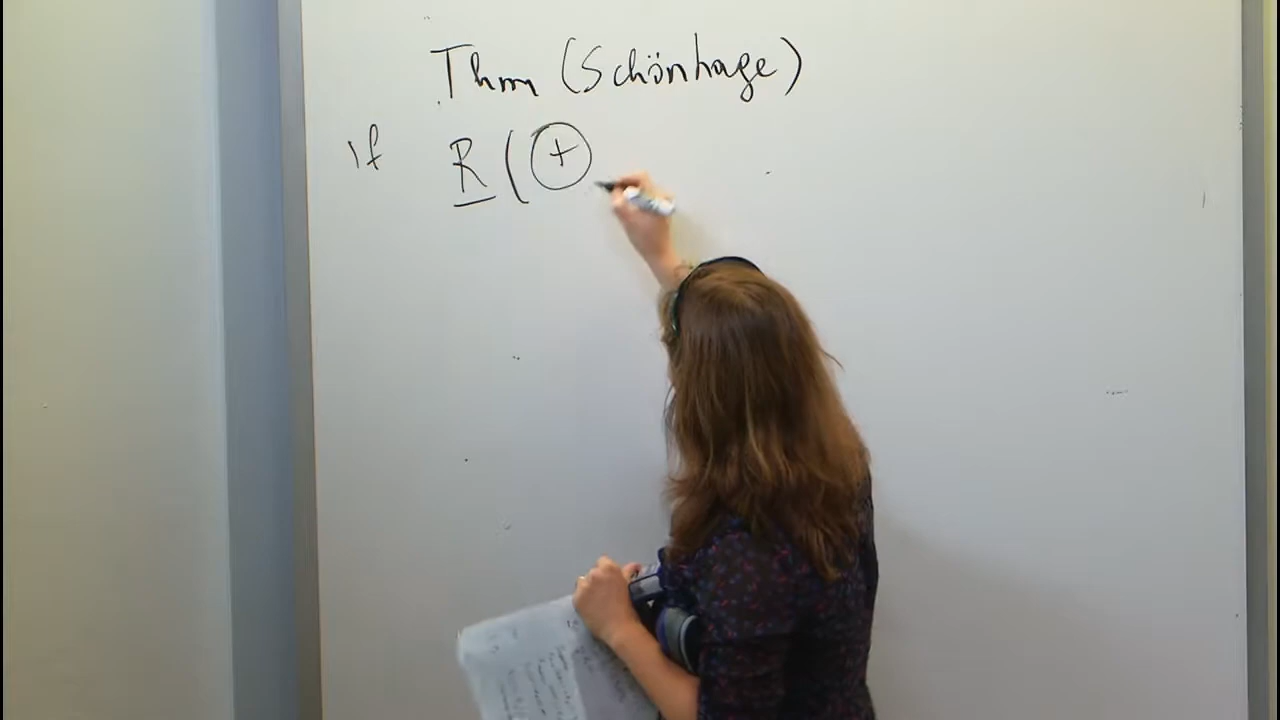 Thm (Schönhage)
If R ( ⊕